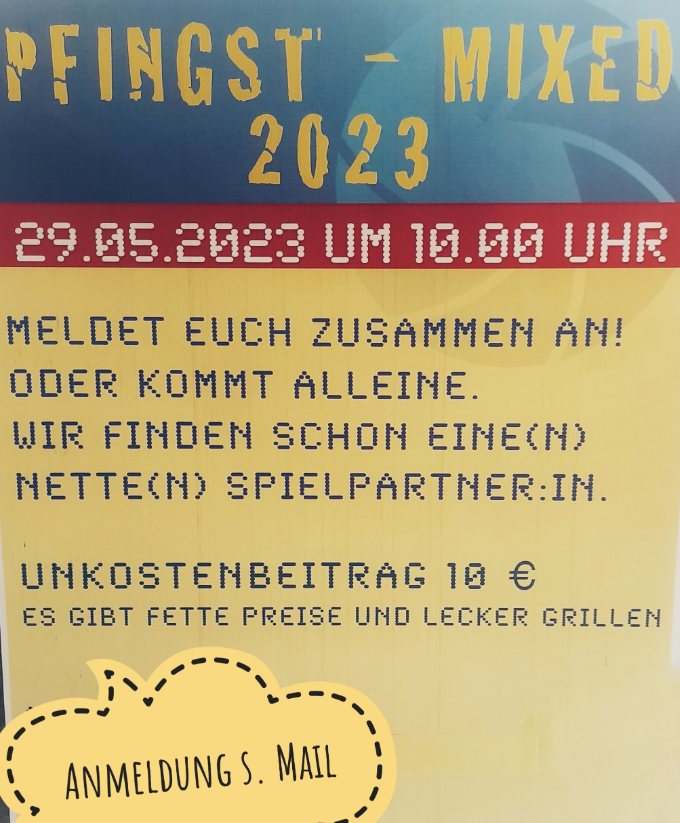 PFINGST - MIXED
2023
29.05.2023 UM 10.00 UHR
MELDET EUCH ZUSAMMEN AN!
ODER KOMMT ALLEINE.
WIR FINDEN SCHON EINE(N)
NETTE(N) SPIELPARTNER:IN.
UNKOSTENBEITRAG 10 €
ES GIBT FETTE PREISE UND LECKER GRILLEN
ANMELDUNG S. MAIL